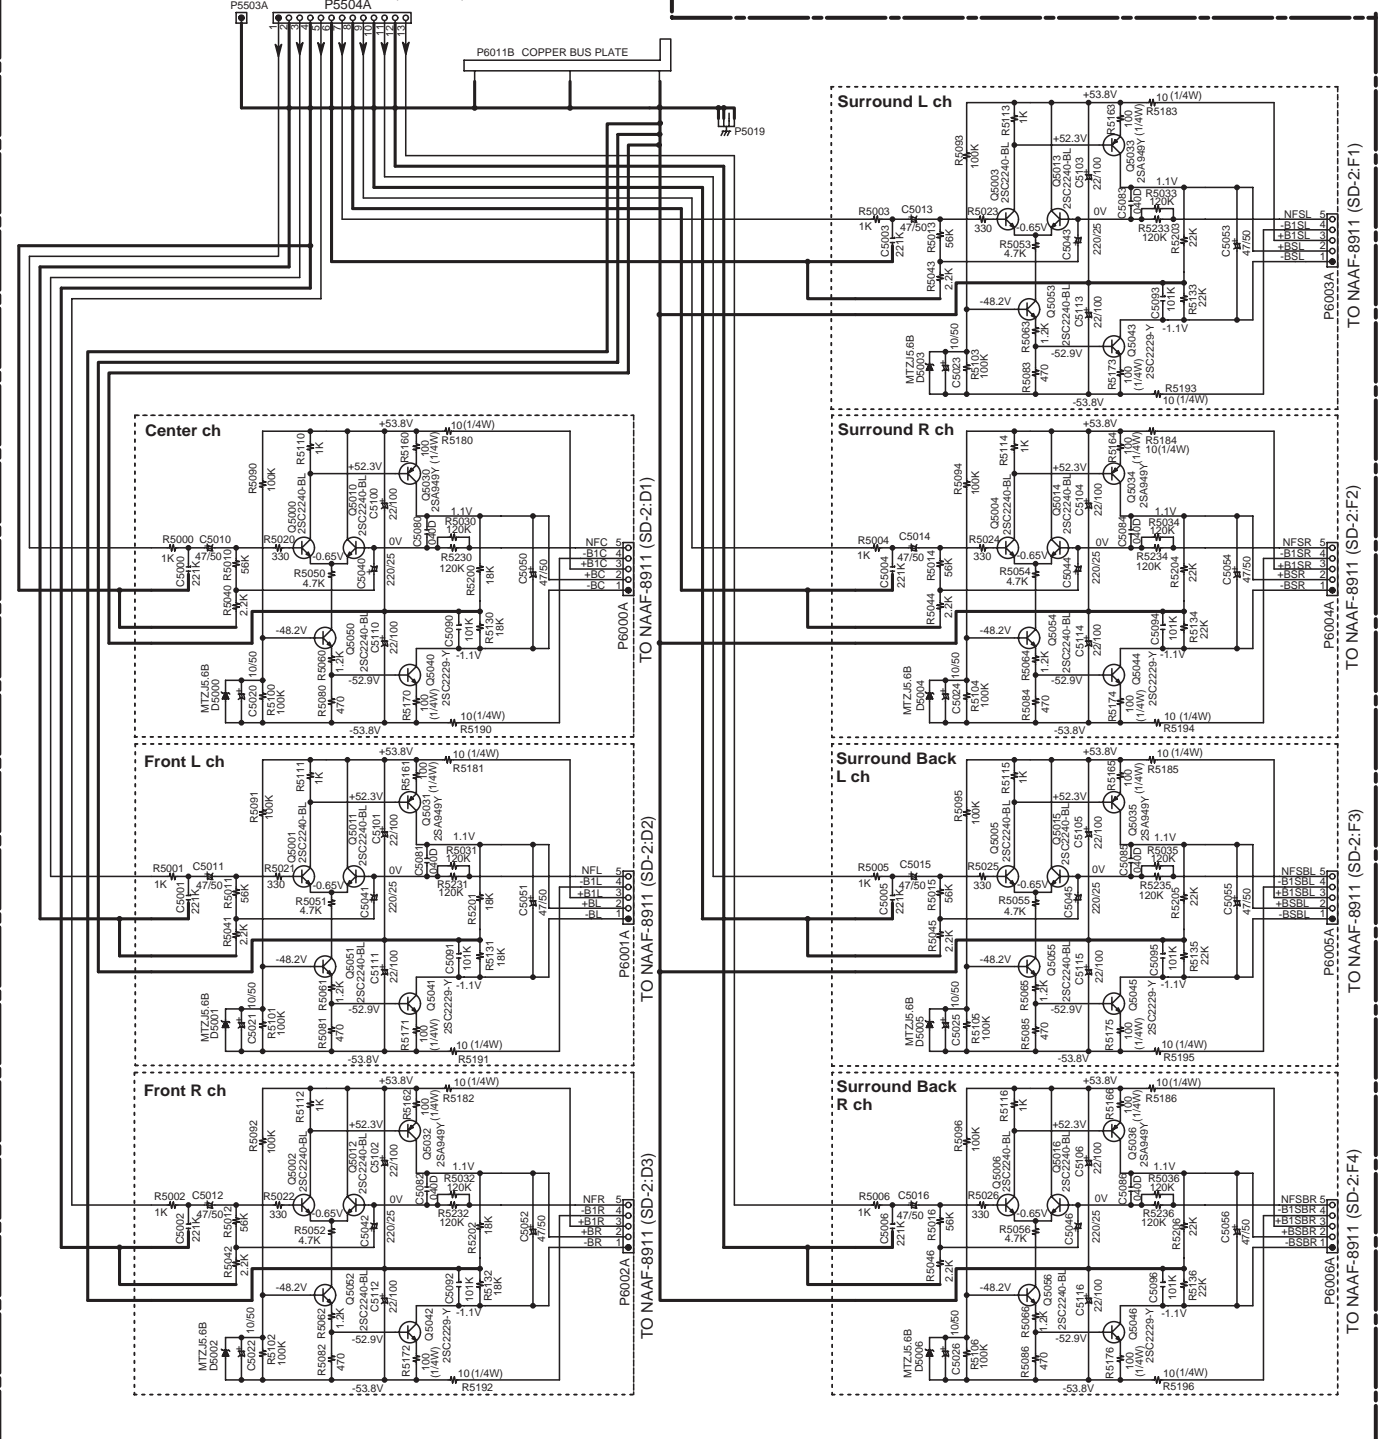 P5503A
P5504A
1 2 3 4 5 6 7 8 9 10 11 12 13
P6011B COPPER BUS PLATE
P5019
Surround L ch
+53.8V
10 (1/4W)
R5183
R5113
1K
R5163
100
(1/4W)
R5093
100K
+52.3V
Q5003
2SC2240-BL
Q5013
2SC2240-BL
C5103
22/100
Q5033
2SA949Y
1.1V
C5083
040D
R5033
120K
R5003
1K
C5013
47/50
R5023
330
0V
R5233
120K
C5003
221K
R5013
56K
-0.65V
R5053
4.7K
C5043
220/25
R5203
22K
C5053
47/50
NFSL 5
-B1SL 4
+B1SL 3
+BSL 2
-BSL 1
P6003A
TO NAAF-8911 (SD-2:F1)
R5043
2.2K
-48.2V
Q5053
2SC2240-BL
C5113
22/100
C5093
101K
R5133
22K
-1.1V
R5063
1.2K
-52.9V
Q5043
2SC2229-Y
MTZJ5.6B
D5003
C5023
10/50
R5103
100K
R5083
470
R5173
100
(1/4W)
R5193
10 (1/4W)
-53.8V
Center ch
+53.8V
10(1/4W)
R5180
R5110
1K
R5160
100
(1/4W)
R5090
100K
+52.3V
Q5000
2SC2240-BL
Q5010
2SC2240-BL
C5100
22/100
Q5030
2SA949Y
1.1V
C5080
040D
R5030
120K
R5000
1K
C5010
47/50
R5020
330
0V
R5230
120K
C5000
221K
R5010
56K
-0.65V
R5050
4.7K
C5040
220/25
R5200
18K
C5050
47/50
NFC 5
-B1C 4
+B1C 3
+BC 2
-BC 1
P6000A
TO NAAF-8911 (SD-2:D1)
R5040
2.2K
-48.2V
Q5050
2SC2240-BL
C5110
22/100
C5090
101K
R5130
18K
-1.1V
R5060
1.2K
-52.9V
Q5040
2SC2229-Y
MTZJ5.6B
D5000
C5020
10/50
R5100
100K
R5080
470
R5170
100
(1/4W)
10 (1/4W)
R5190
-53.8V
Surround R ch
+53.8V
R5184
10(1/4W)
R5114
1K
R5164
100
(1/4W)
R5094
100K
+52.3V
Q5004
2SC2240-BL
Q5014
2SC2240-BL
C5104
22/100
Q5034
2SA949Y
1.1V
C5084
040D
R5034
120K
R5004
1K
C5014
47/50
R5024
330
0V
R5234
120K
C5004
221K
R5014
56K
-0.65V
R5054
4.7K
C5044
220/25
R5204
22K
C5054
47/50
NFSR 5
-B1SR 4
+B1SR 3
+BSR 2
-BSR 1
P6004A
TO NAAF-8911 (SD-2:F2)
R5044
2.2K
-48.2V
Q5054
2SC2240-BL
C5114
22/100
C5094
101K
R5134
22K
-1.1V
R5064
1.2K
-52.9V
Q5044
2SC2229-Y
MTZJ5.6B
D5004
C5024
10/50
R5104
100K
R5084
470
R5174
100
(1/4W)
10 (1/4W)
R5194
-53.8V
Front L ch
+53.8V
10 (1/4W)
R5181
R5111
1K
R5161
100
(1/4W)
R5091
100K
+52.3V
Q5001
2SC2240-BL
Q5011
2SC2240-BL
C5101
22/100
Q5031
2SA949Y
1.1V
C5081
040D
R5031
120K
R5001
1K
C5011
47/50
R5021
330
0V
R5231
120K
C5001
221K
R5011
56K
-0.65V
R5051
4.7K
C5041
220/25
R5201
18K
C5051
47/50
NFL 5
-B1L 4
+B1L 3
+BL 2
-BL 1
P6001A
TO NAAF-8911 (SD-2:D2)
R5041
2.2K
-48.2V
Q5051
2SC2240-BL
C5111
22/100
C5091
101K
R5131
18K
-1.1V
R5061
1.2K
-52.9V
Q5041
2SC2229-Y
MTZJ5.6B
D5001
C5021
10/50
R5101
100K
R5081
470
R5171
100
(1/4W)
10 (1/4W)
R5191
-53.8V
Surround Back
L ch
+53.8V
10 (1/4W)
R5185
R5115
1K
R5165
100
(1/4W)
R5095
100K
+52.3V
Q5005
2SC2240-BL
Q5015
2SC2240-BL
C5105
22/100
Q5035
2SA949Y
1.1V
C5085
040D
R5035
120K
R5005
1K
C5015
47/50
R5025
330
0V
R5235
120K
C5005
221K
R5015
56K
-0.65V
R5055
4.7K
C5045
220/25
R5205
22K
C5055
47/50
NFSBL 5
-B1SBL 4
+B1SBL 3
+BSBL 2
-BSBL 1
P6005A
TO NAAF-8911 (SD-2:F3)
R5045
2.2K
-48.2V
Q5055
2SC2240-BL
C5115
22/100
C5095
101K
R5135
22K
-1.1V
R5065
1.2K
-52.9V
Q5045
2SC2229-Y
MTZJ5.6B
D5005
C5025
10/50
R5105
100K
R5085
470
R5175
100
(1/4W)
10 (1/4W)
R5195
-53.8V
Front R ch
+53.8V
10 (1/4W)
R5182
R5112
1K
R5162
100
(1/4W)
R5092
100K
+52.3V
Q5002
2SC2240-BL
Q5012
2SC2240-BL
C5102
22/100
Q5032
2SA949Y
1.1V
C5082
040D
R5032
120K
R5002
1K
C5012
47/50
R5022
330
0V
R5232
120K
C5002
221K
R5012
56K
-0.65V
R5052
4.7K
C5042
220/25
R5202
18K
C5052
47/50
NFR 5
-B1R 4
+B1R 3
+BR 2
-BR 1
P6002A
TO NAAF-8911 (SD-2:D3)
R5042
2.2K
-48.2V
Q5052
2SC2240-BL
C5112
22/100
C5092
101K
R5132
18K
-1.1V
R5062
1.2K
-52.9V
Q5042
2SC2229-Y
MTZJ5.6B
D5002
C5022
10/50
R5102
100K
R5082
470
R5172
100
(1/4W)
10 (1/4W)
R5192
-53.8V
Surround Back
R ch
+53.8V
10(1/4W)
R5186
R5116
1K
R5166
100
(1/4W)
R5096
100K
+52.3V
Q5006
2SC2240-BL
Q5016
2SC2240-BL
C5106
22/100
Q5036
2SA949Y
1.1V
C5086
040D
R5036
120K
R5006
1K
C5016
47/50
R5026
330
0V
R5236
120K
C5006
221K
R5016
56K
-0.65V
R5056
4.7K
C5046
220/25
R5206
22K
C5056
47/50
NFSBR 5
-B1SBR 4
+B1SBR 3
+BSBR 2
-BSBR 1
P6006A
TO NAAF-8911 (SD-2:F4)
R5046
2.2K
-48.2V
Q5056
2SC2240-BL
C5116
22/100
C5096
101K
R5136
22K
-1.1V
R5066
1.2K
-52.9V
Q5046
2SC2229-Y
MTZJ5.6B
D5006
C5026
10/50
R5106
100K
R5086
470
R5176
100
(1/4W)
10(1/4W)
R5196
-53.8V